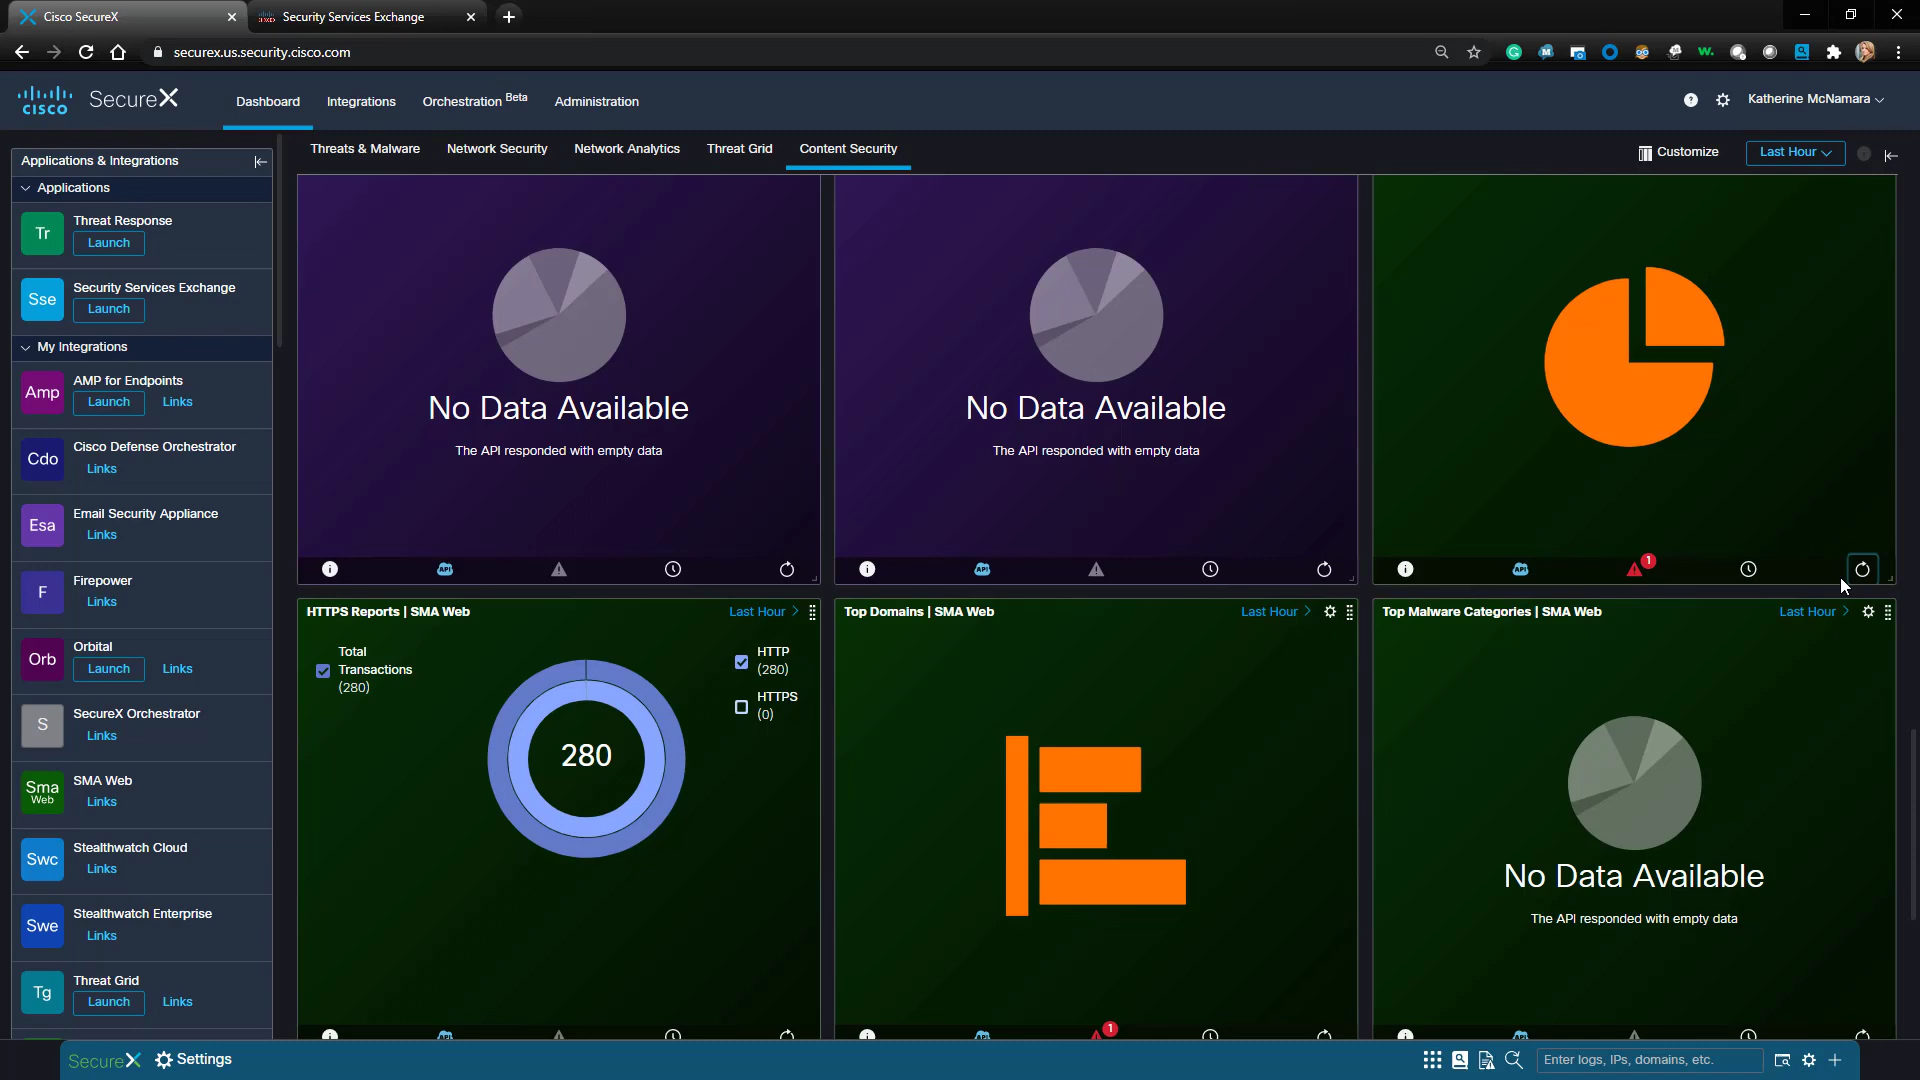 Cisco SecureX
Security Services Exchange
securex.us.security.cisco.com
CISCO
SecureX
Dashboard
Integrations
Orchestration Beta
Administration
Katherine McNamara
Applications & Integrations
Threats & Malware
Network Security
Network Analytics
Threat Grid
Content Security
Customize
Last Hour
Applications
Tr
Threat Response
Launch
Sse
Security Services Exchange
Launch
My Integrations
Amp
AMP for Endpoints
Launch
Links
Cdo
Cisco Defense Orchestrator
Links
Esa
Email Security Appliance
Links
F
Firepower
Links
Orb
Orbital
Launch
Links
S
SecureX Orchestrator
Links
Sma
Web
SMA Web
Links
Swc
Stealthwatch Cloud
Links
Swe
Stealthwatch Enterprise
Links
Tg
Threat Grid
Launch
Links
No Data Available
The API responded with empty data
API
No Data Available
The API responded with empty data
API
API
1
HTTPS Reports | SMA Web
Last Hour
Total
Transactions
(280)
280
HTTP
(280)
HTTPS
(0)
Top Domains | SMA Web
Last Hour
1
Top Malware Categories | SMA Web
Last Hour
No Data Available
The API responded with empty data
SecureX
Settings
Enter logs, IPs, domains, etc.